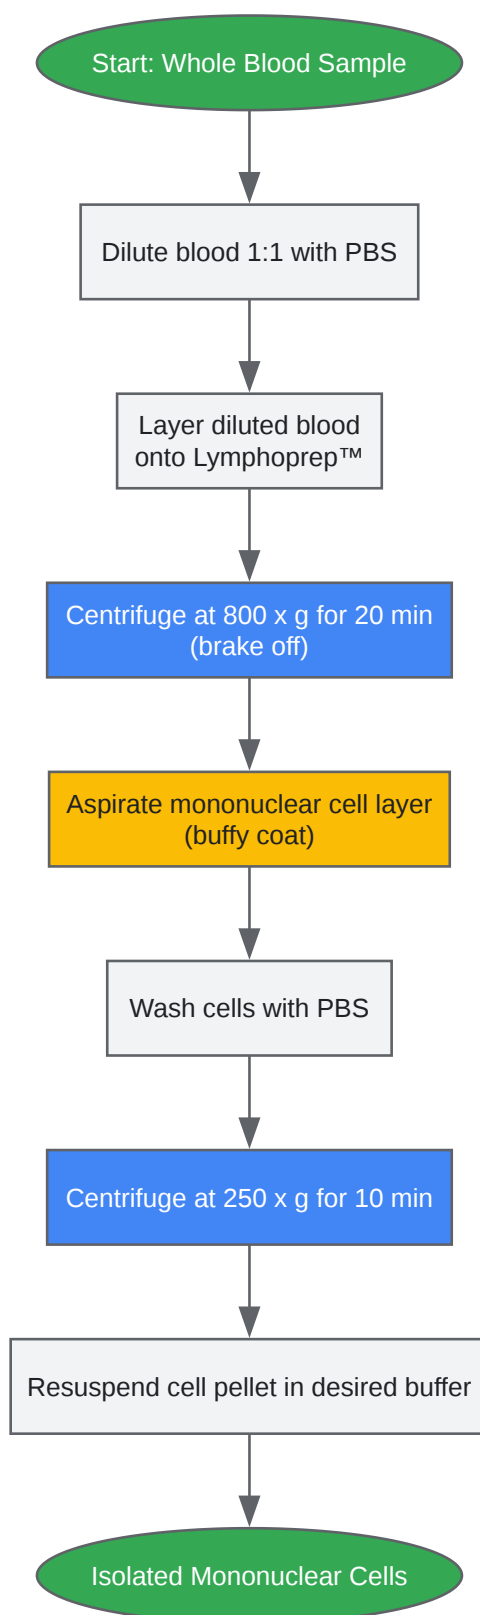 Start: Whole Blood Sample
Dilute blood 1:1 with PBS
Layer diluted blood
onto Lymphoprep™
Centrifuge at 800 x g for 20 min
(brake off)
Aspirate mononuclear cell layer
(buffy coat)
Wash cells with PBS
Centrifuge at 250 x g for 10 min
Resuspend cell pellet in desired buffer
Isolated Mononuclear Cells